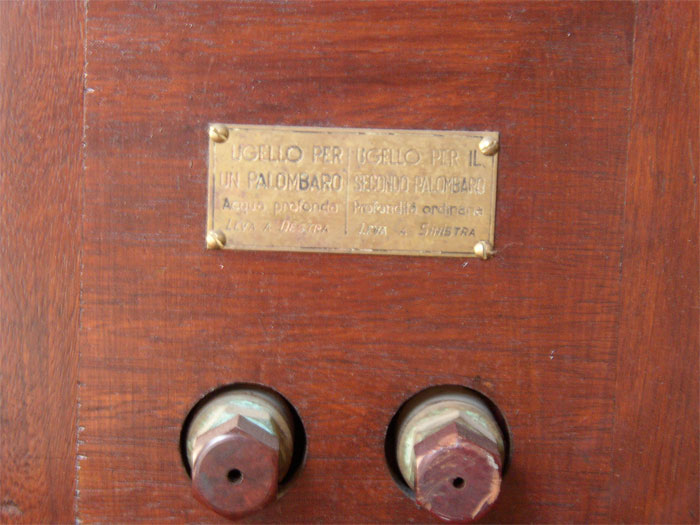 UGELLO PER
UN PALOMBARO
Acqua profonda
LEVA A DESTRA
UGELLO PER IL
SECONDO PALOMBARO
Profondità ordinaria
LEVA A SINISTRA